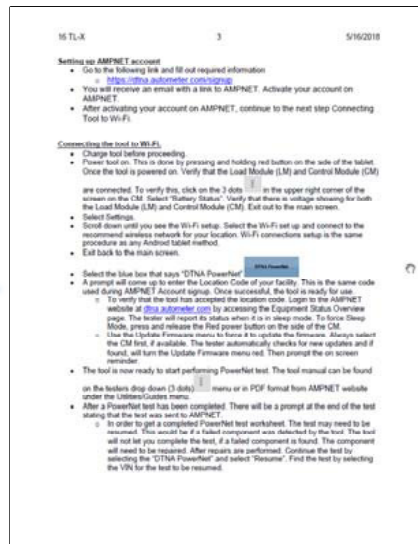 16 TL-X 3 5/16/2018
Setting up AMPNET account
• Go to the following link and fill out required information
o https://dtna.autometer.com/signup
• You will receive an email with a link to AMPNET. Activate your account on
AMPNET.
• After activating your account on AMPNET, continue to the next step Connecting
Tool to Wi-Fi.
Connecting the tool to Wi-Fi.
• Charge tool before proceeding.
• Power tool on. This is done by pressing and holding red button on the side of the tablet.
Once the tool is powered on. Verify that the Load Module (LM) and Control Module (CM)
are connected. To verify this, click on the 3 dots in the upper right corner of the
screen on the CM. Select "Battery Status". Verify that there is voltage showing for both
the Load Module (LM) and Control Module (CM). Exit out to the main screen.
• Select Settings.
• Scroll down until you see the Wi-Fi setup. Select the Wi-Fi set up and connect to the
recommend wireless network for your location. Wi-Fi connections setup is the same
procedure as any Android tablet method.
• Exit back to the main screen.
• Select the blue box that says "DTNA PowerNet" DTNA PowerNet
• A prompt will come up to enter the Location Code of your facility. This is the same code
used during AMPNET Account signup. Once successful, the tool is ready for use.
o To verify that the tool has accepted the location code. Login to the AMPNET
website at dtna.autometer.com by accessing the Equipment Status Overview
page. The tester will report its status when it is in sleep mode. To force Sleep
Mode, press and release the Red power button on the side of the CM.
o Use the Update Firmware menu to force it to update the firmware. Always select
the CM first, if available. The tester automatically checks for new updates and if
found, will turn the Update Firmware menu red. Then prompt the on screen
reminder.
• The tool is now ready to start performing PowerNet test. The tool manual can be found
on the testers drop down (3 dots) menu or in PDF format from AMPNET website
under the Utilities/Guides menu.
• After a PowerNet test has been completed. There will be a prompt at the end of the test
stating that the test was sent to AMPNET.
o In order to get a completed PowerNet test worksheet. The test may need to be
resumed. This would be if a failed component was detected by the tool. The tool
will not let you complete the test, if a failed component is found. The component
will need to be repaired. After repairs are performed. Continue the test by
selecting the "DTNA PowerNet" and select "Resume". Find the test by selecting
the VIN for the test to be resumed.